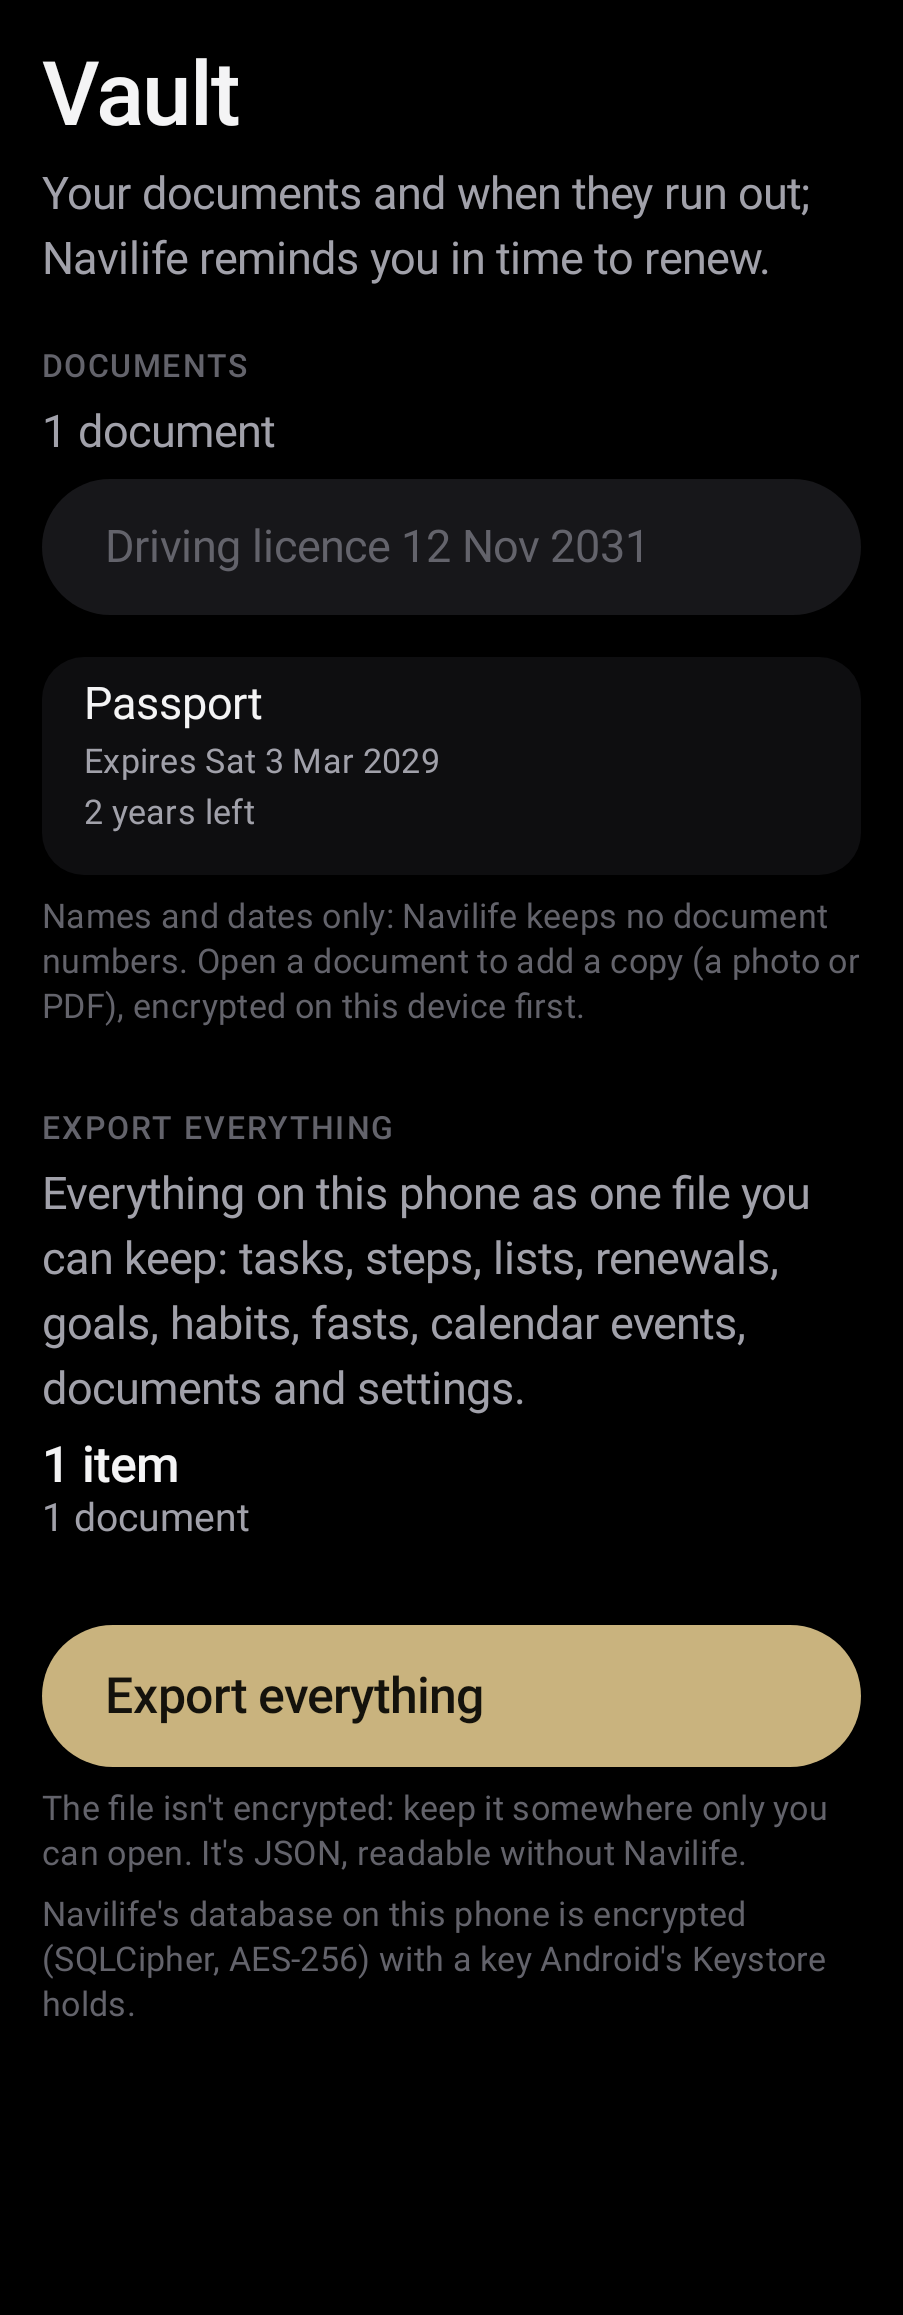 Vault
Your documents and when they run out;
Navilife reminds you in time to renew.
DOCUMENTS
1 document
Driving licence 12 Nov 2031
Passport
Expires Sat 3 Mar 2029
2 years left
Names and dates only: Navilife keeps no document
numbers. Open a document to add a copy (a photo or
PDF), encrypted on this device first.
EXPORT EVERYTHING
Everything on this phone as one file you
can keep: tasks, steps, lists, renewals,
goals, habits, fasts, calendar events,
documents and settings.
1 item
1 document
Export everything
The file isn't encrypted: keep it somewhere only you
can open. It's JSON, readable without Navilife.
Navilife's database on this phone is encrypted
(SQLCipher, AES-256) with a key Android's Keystore
holds.